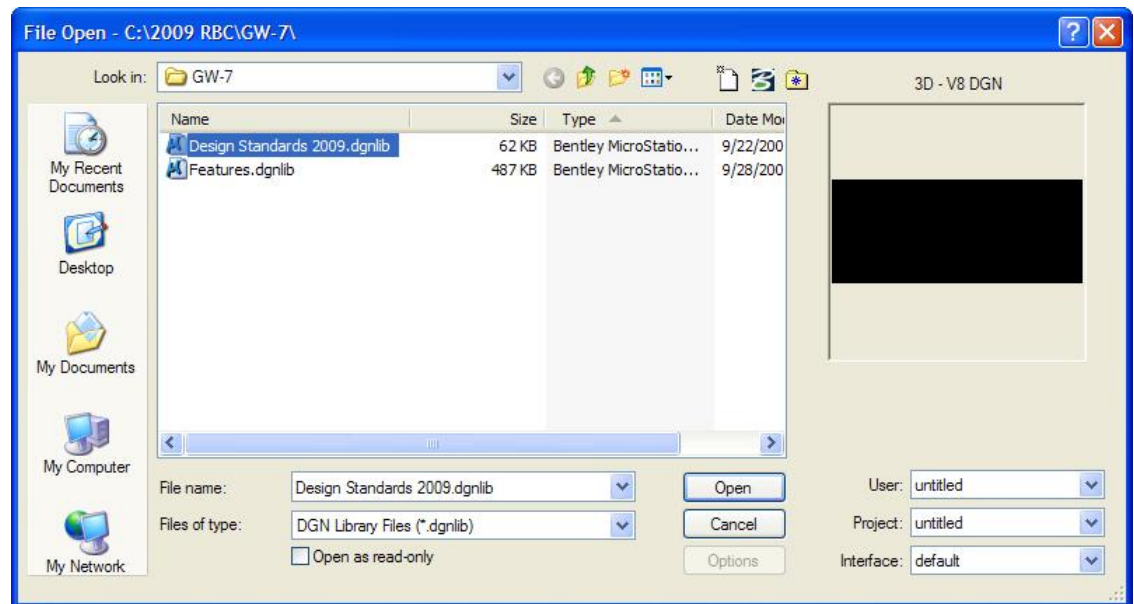 File Open - C:\2009 RBC\GW-7\
Look in: GW-7
3D - V8 DGN
Name Size Type Date Mo
Design Standards 2009.dgnlib 62 KB Bentley MicroStatio... 9/22/200
Features.dgnlib 487 KB Bentley MicroStatio... 9/28/200
My Recent
Documents
Desktop
My Documents
My Computer
My Network
File name: Design Standards 2009.dgnlib Open
Files of type: DGN Library Files (*.dgnlib) Cancel
Open as read-only Options
User: untitled
Project: untitled
Interface: default